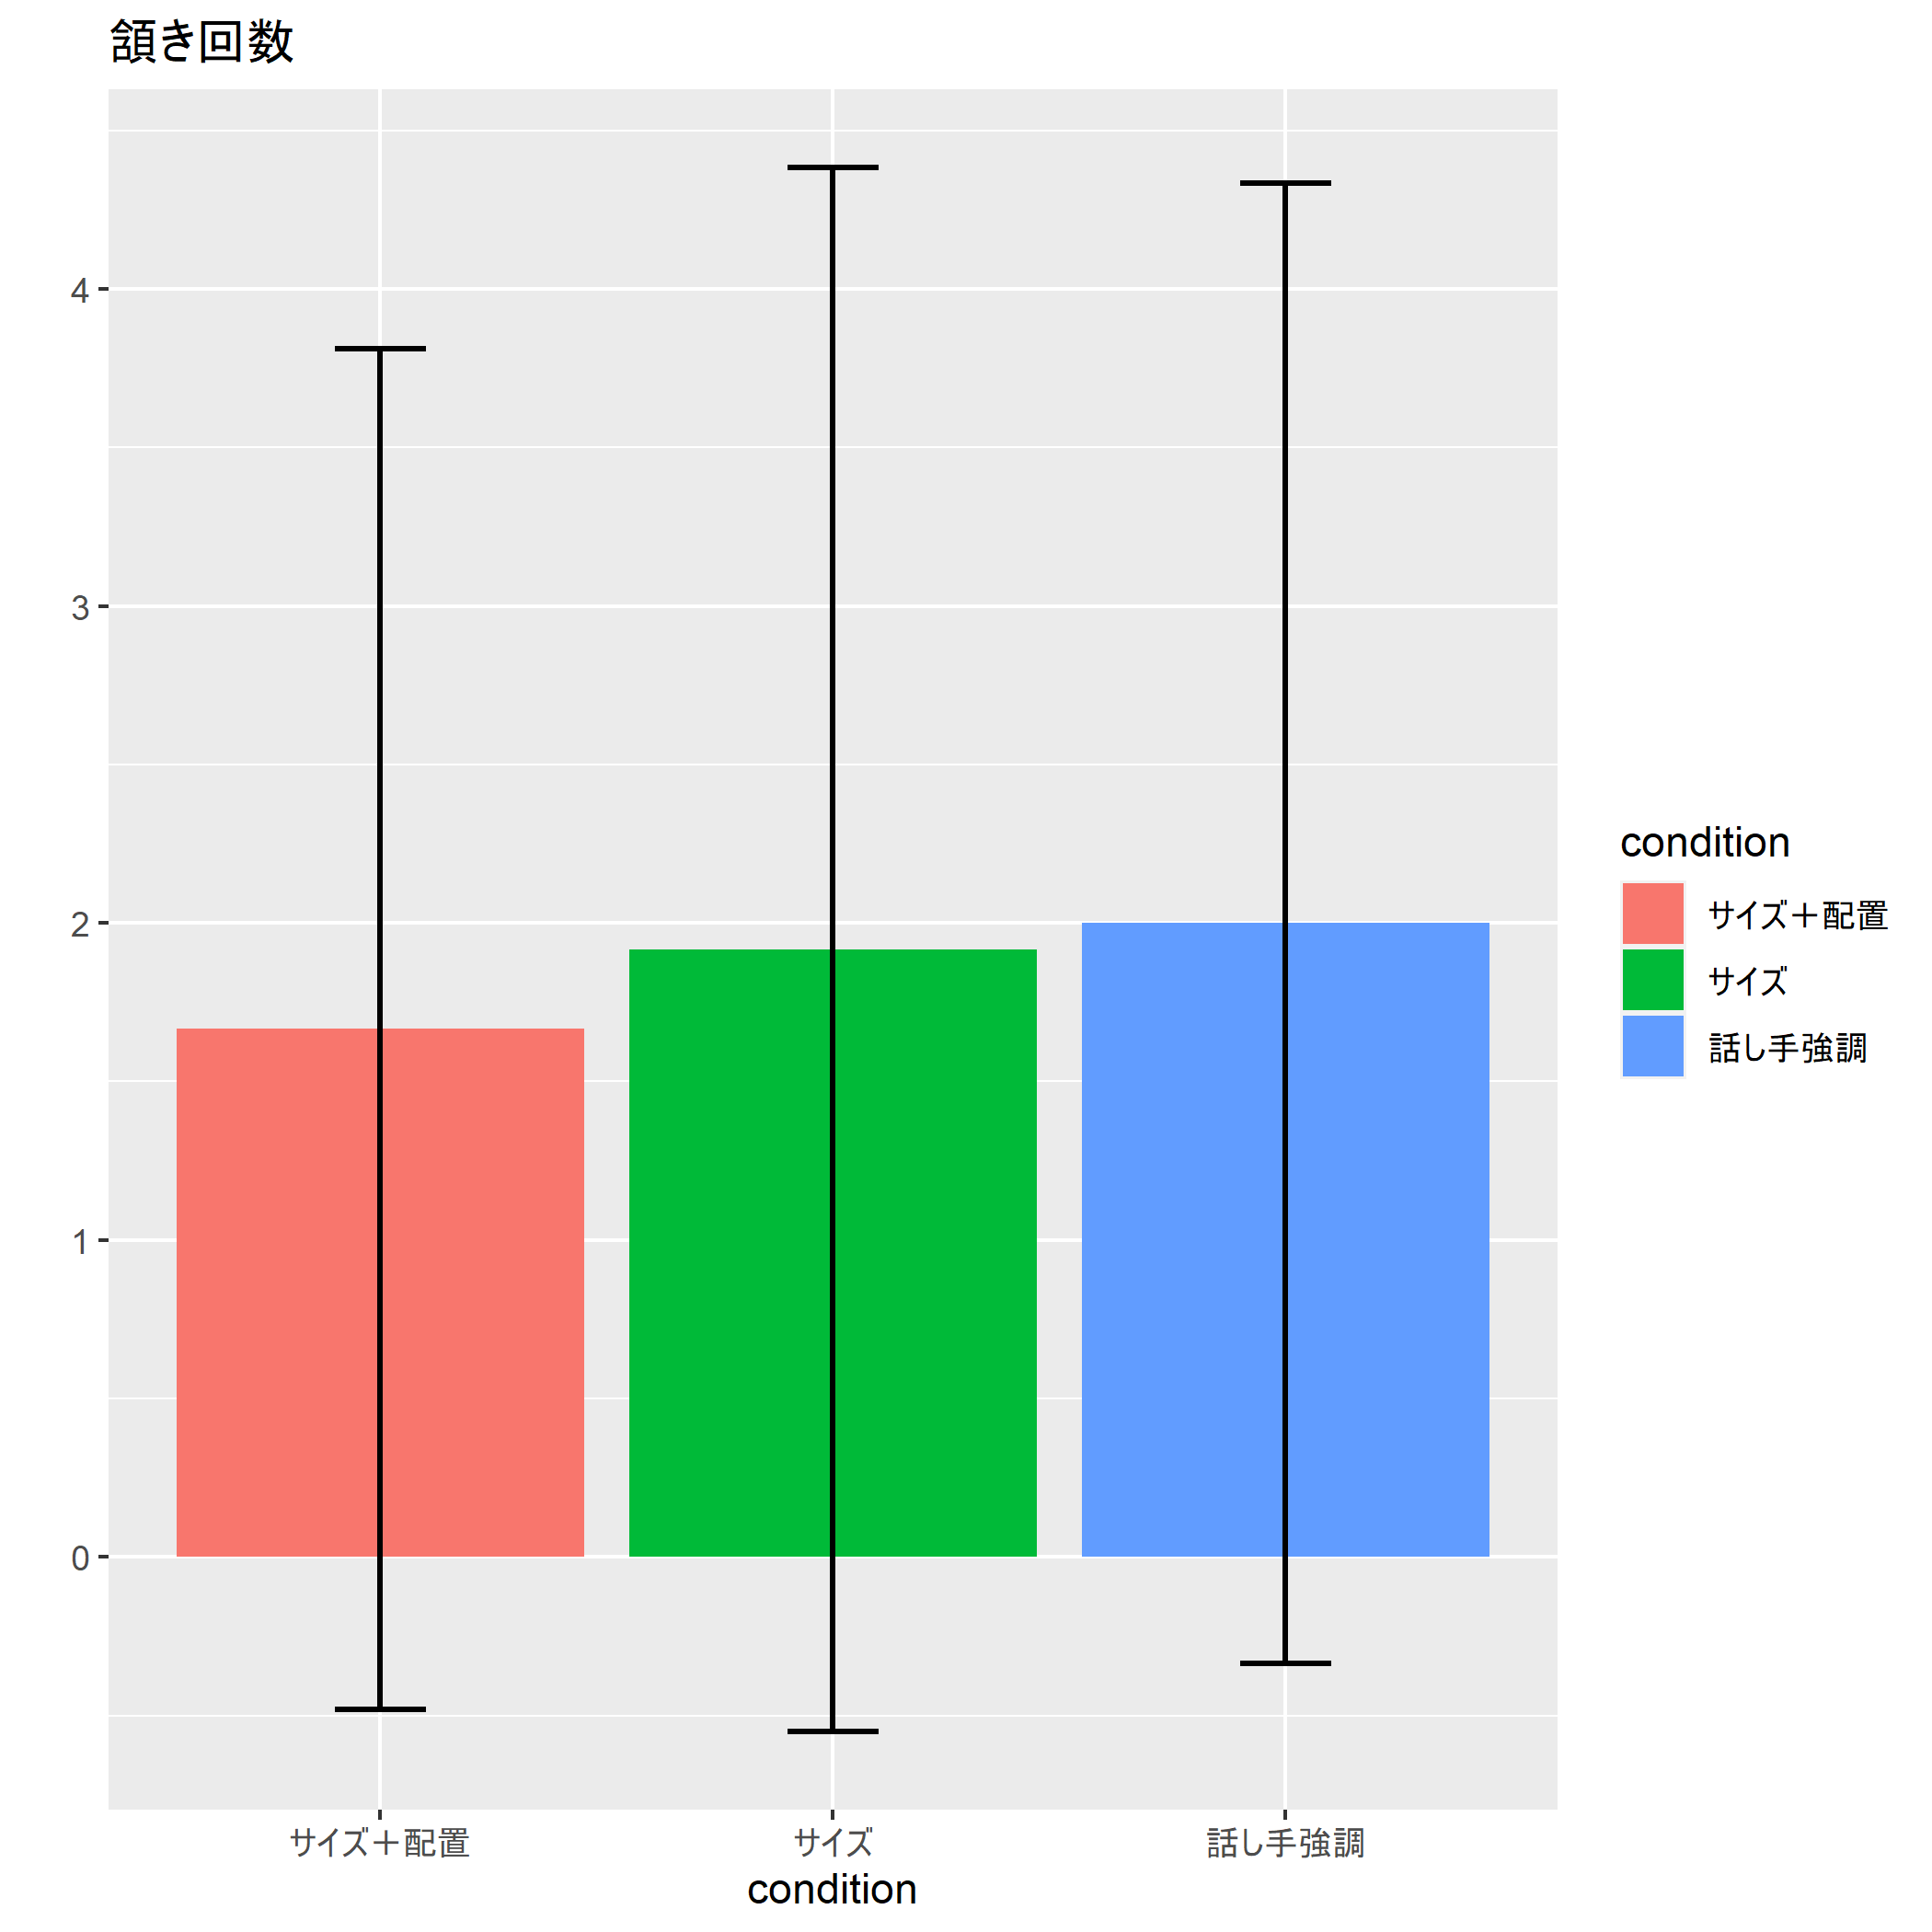 頷き回数
4
3
2
1
0
サイズ＋配置
サイズ
話し手強調
condition
condition
サイズ＋配置
サイズ
話し手強調